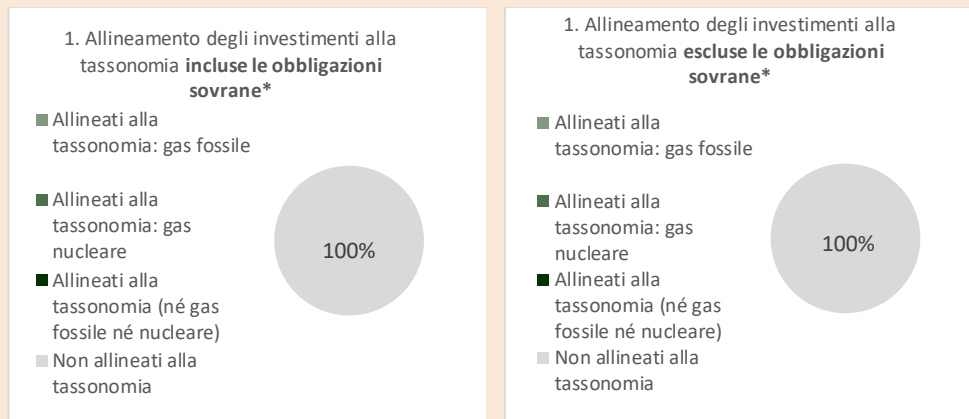 1. Allineamento degli investimenti alla
tassonomia incluse le obbligazioni
sovrane*
Allineati alla
tassonomia: gas fossile
Allineati alla
tassonomia: gas
nucleare
Allineati alla
tassonomia (né gas
fossile né nucleare)
Non allineati alla
tassonomia
100%
1. Allineamento degli investimenti alla
tassonomia escluse le obbligazioni
sovrane*
Allineati alla
tassonomia: gas fossile
Allineati alla
tassonomia: gas
nucleare
Allineati alla
tassonomia (né gas
fossile né nucleare)
Non allineati alla
tassonomia
100%